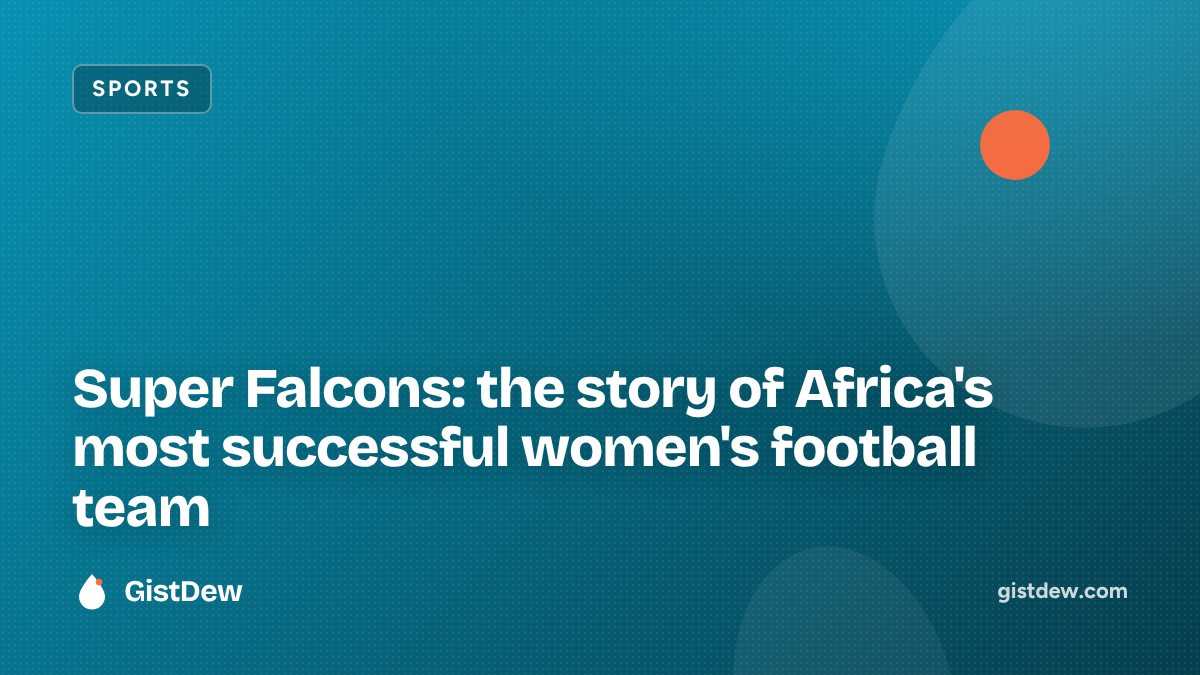 SPORTS
Super Falcons: the story of Africa's
most successful women's football
team
GistDew
gistdew.com